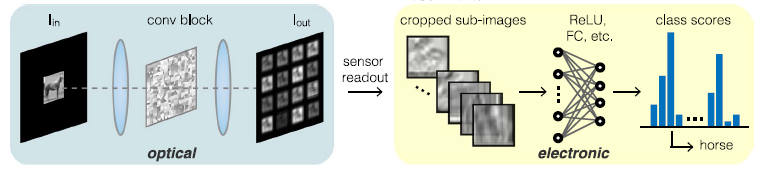 I_in
conv block
I_out
optical
sensor
readout
cropped sub-images
ReLU,
FC, etc.
class scores
horse
electronic